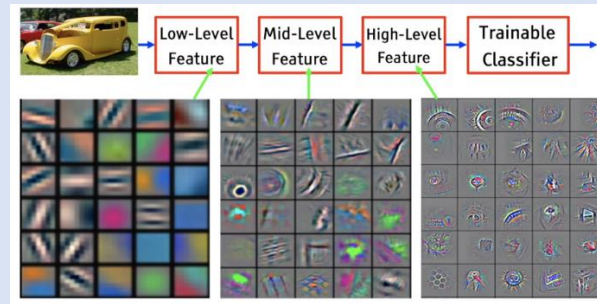 Low-Level
Feature
Mid-Level
Feature
High-Level
Feature
Trainable
Classifier